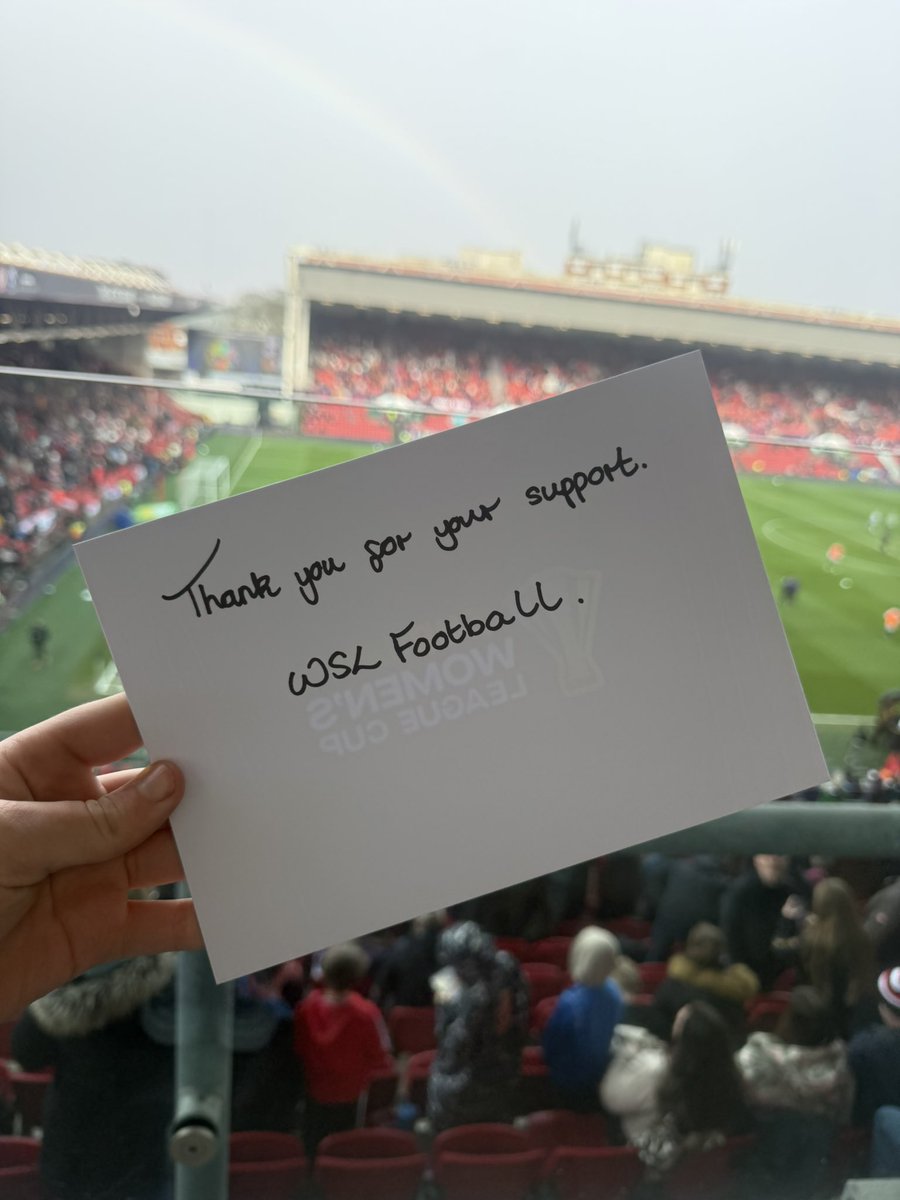 Thank you for your support.
WSL Football.
WOMEN'S
LEAGUE CUP